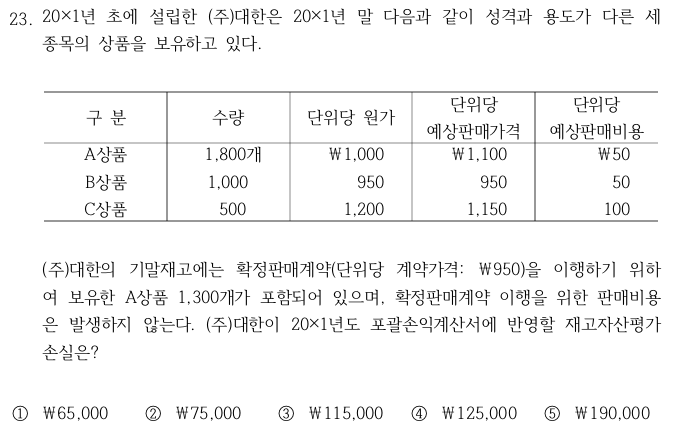 23. 20×1년 초에 설립한 (주)대한은 20×1년 말 다음과 같이 성격과 용도가 다른 세
종목의 상품을 보유하고 있다.
구 분 수량 단위당 원가 단위당 예상판매가격 단위당 예상판매비용
A상품 1,800개 ₩1,000 ₩1,100 ₩50
B상품 1,000 950 950 50
C상품 500 1,200 1,150 100
(주)대한의 기말재고에는 확정판매계약(단위당 계약가격: ₩950)을 이행하기 위하
여 보유한 A상품 1,300개가 포함되어 있으며, 확정판매계약 이행을 위한 판매비용
은 발생하지 않는다. (주)대한이 20×1년도 포괄손익계산서에 반영할 재고자산평가
손실은?
① ₩65,000 ② ₩75,000 ③ ₩115,000 ④ ₩125,000 ⑤ ₩190,000